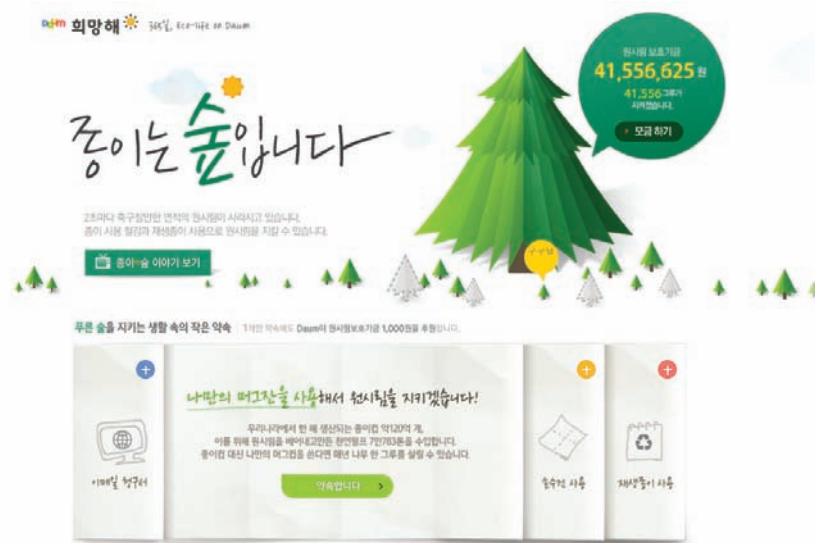 Daum 희망해 365일, Eco-life on Daum
원시림 보호기금
41,556,625원
41,556그루가
지켜졌습니다.
모금 하기
종이는 숲입니다
2초마다 축구장만한 면적의 원시림이 사라지고 있습니다.
종이 사용 절감과 재생종이 사용으로 원시림을 지킬 수 있습니다.
종이♥숲 이야기 보기
푸른 숲을 지키는 생활 속의 작은 약속
1개만 약속해도 Daum이 원시림보호기금 1,000원을 후원합니다.
나만의 머그잔을 사용해서 원시림을 지키겠습니다!
우리나라에서 한 해 생산되는 종이컵 약120억 개,
이를 위해 원시림을 베어내고만든 천연펄프 7만783톤을 수입합니다.
종이컵 대신 나만의 머그컵을 쓴다면 매년 나무 한 그루를 살릴 수 있습니다.
약속합니다
이메일 청구서
손수건 사용
재생종이 사용